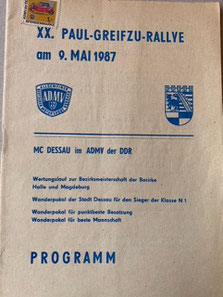 XX. PAUL-GREIFZU-RALLYE
am 9. MAI 1987
ADMV
MC DESSAU im ADMV der DDR
Wertungslauf zur Bezirksmeisterschaft der Bezirke
Halle und Magdeburg
Wanderpokal der Stadt Dessau für den Sieger der Klasse N 1
Wanderpokal für punktbeste Besatzung
Wanderpokal für beste Mannschaft
PROGRAMM